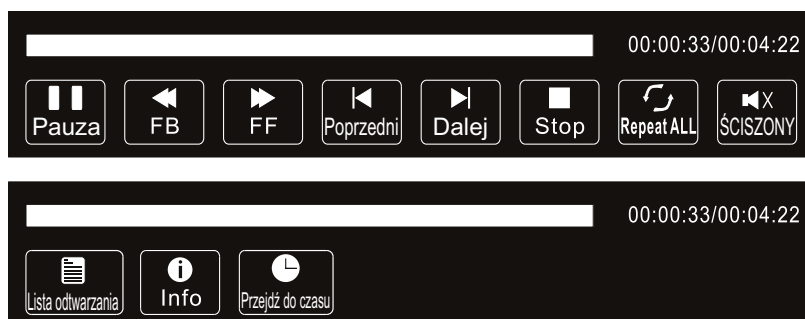 00:00:33/00:04:22
Pauza FB FF Poprzedni Dalej Stop Repeat ALL ŚCISZONY
00:00:33/00:04:22
Lista odtwarzania Info Przejdź do czasu